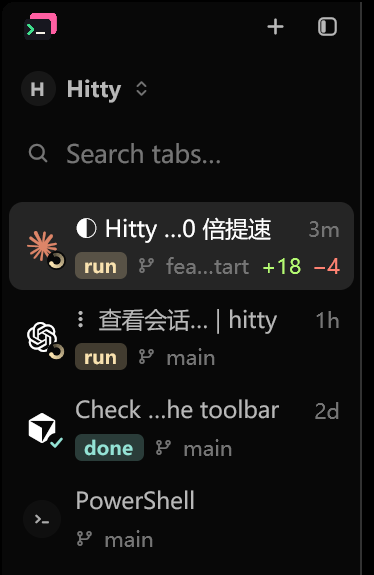 H Hitty
Search tabs...
Hitty ...0 倍提速 3m
run fea...tart +18 −4
查看会话... | hitty 1h
run main
Check ...he toolbar 2d
done main
PowerShell
main